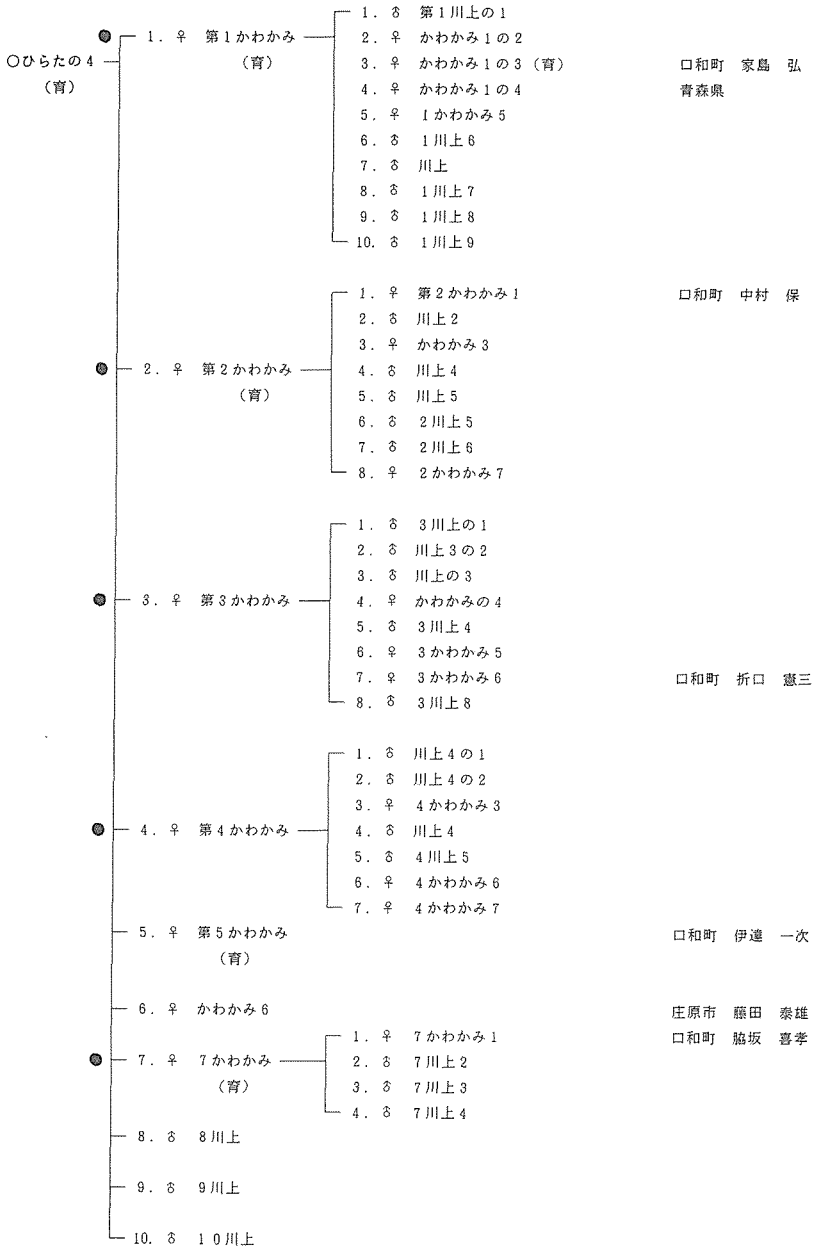 1. ♂ 第1川上の1
1. ♀ 第1かわかみ 2. ♀ かわかみ1の2
○ひらたの4 (育) 3. ♀ かわかみ1の3(育) 口和町 家島 弘
(育) 4. ♀ かわかみ1の4 青森県
5. ♀ 1かわかみ5
6. ♂ 1川上6
7. ♂ 川上
8. ♂ 1川上7
9. ♂ 1川上8
10. ♂ 1川上9
1. ♀ 第2かわかみ1 口和町 中村 保
2. ♂ 川上2
3. ♀ かわかみ3
2. ♀ 第2かわかみ 4. ♂ 川上4
(育) 5. ♂ 川上5
6. ♂ 2川上5
7. ♂ 2川上6
8. ♀ 2かわかみ7
1. ♂ 3川上の1
2. ♂ 川上3の2
3. ♂ 川上の3
3. ♀ 第3かわかみ 4. ♀ かわかみの4
5. ♂ 3川上4
6. ♀ 3かわかみ5
7. ♀ 3かわかみ6 口和町 折口 憲三
8. ♂ 3川上8
1. ♂ 川上4の1
2. ♂ 川上4の2
3. ♀ 4かわかみ3
4. ♀ 第4かわかみ 4. ♂ 川上4
5. ♂ 4川上5
6. ♀ 4かわかみ6
7. ♀ 4かわかみ7
5. ♀ 第5かわかみ 口和町 伊達 一次
(育)
6. ♀ かわかみ6 庄原市 藤田 泰雄
1. ♀ 7かわかみ1 口和町 脇坂 喜孝
7. ♀ 7かわかみ 2. ♂ 7川上2
(育) 3. ♂ 7川上3
4. ♂ 7川上4
8. ♂ 8川上
9. ♂ 9川上
10. ♂ 10川上